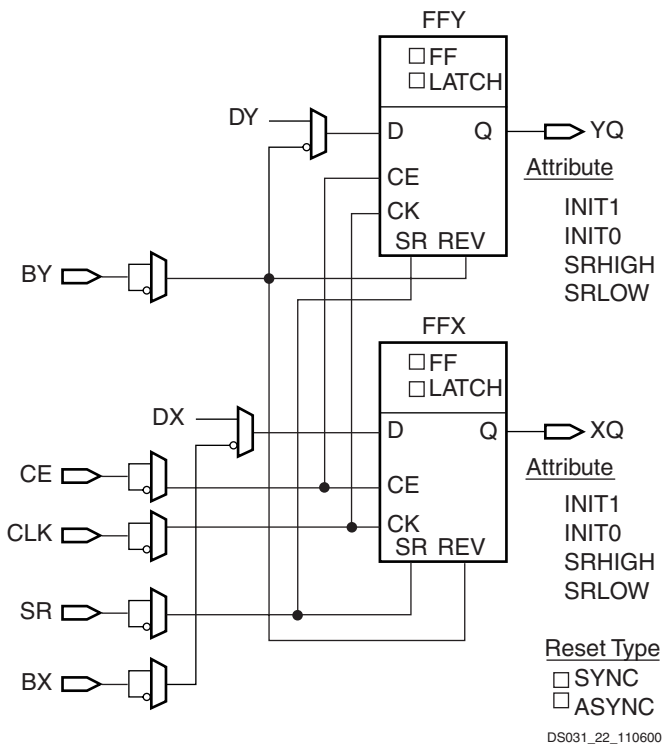 FFY
FF
LATCH
DY
D
Q
YQ
CE
CK
SR REV
Attribute
INIT1
INIT0
SRHIGH
SRLOW
BY
FFX
FF
LATCH
DX
D
Q
XQ
CE
CE
CLK
CK
SR REV
Attribute
INIT1
INIT0
SRHIGH
SRLOW
SR
BX
Reset Type
SYNC
ASYNC
DS031_22_110600